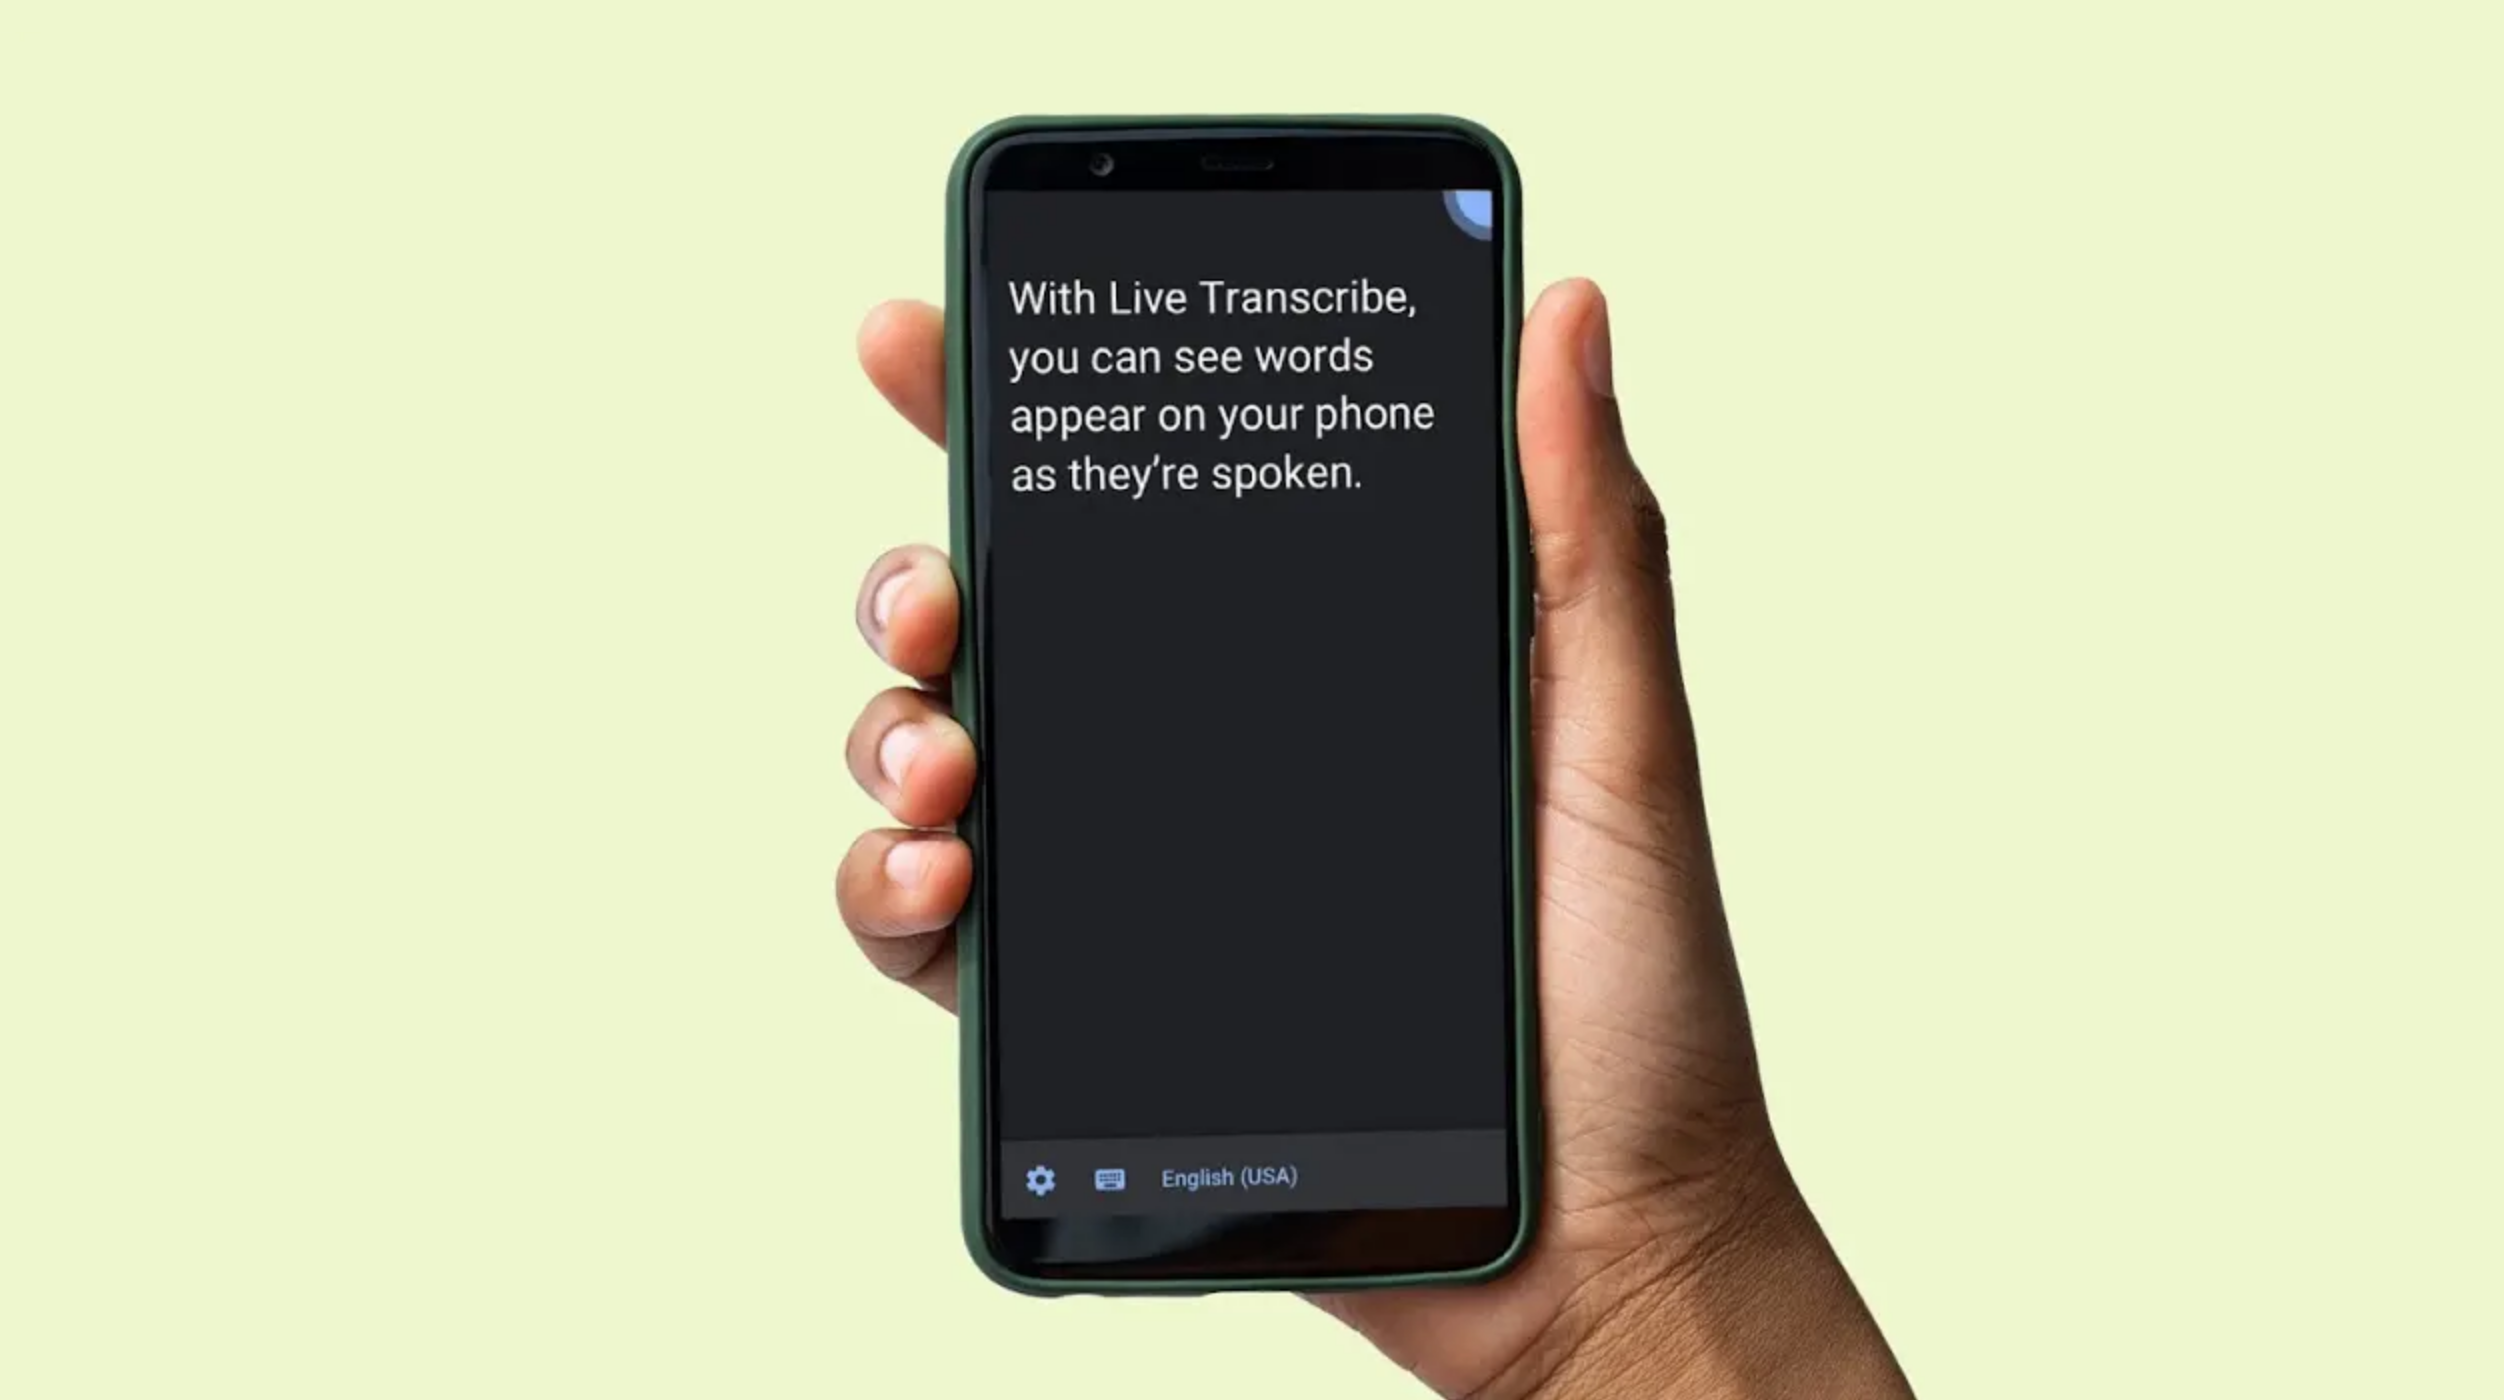 With Live Transcribe,
you can see words
appear on your phone
as they’re spoken.
English (USA)